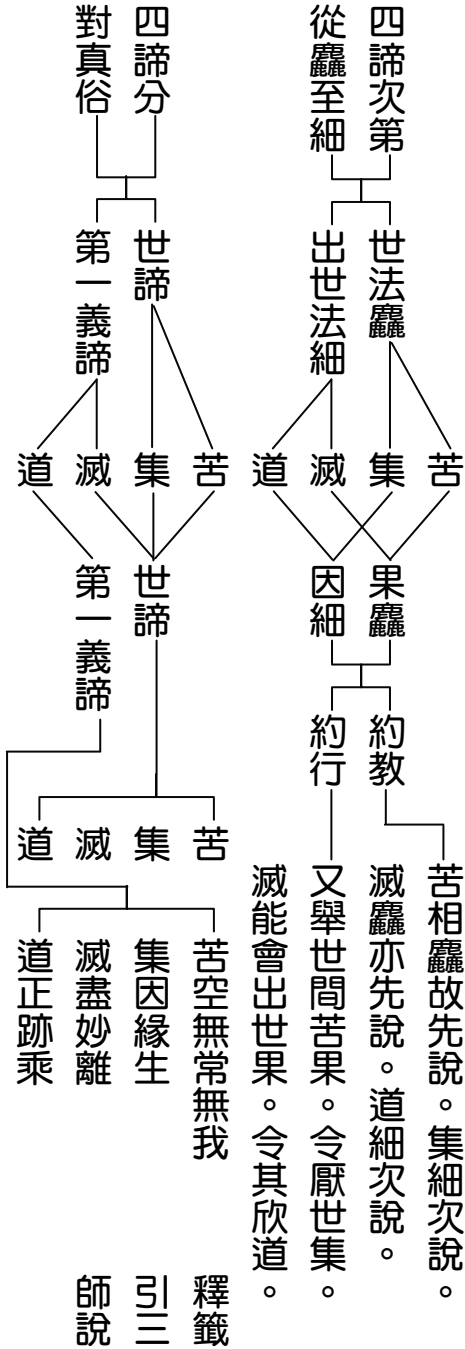 四諦次第
從麤至細
世法麤
出世法細
苦
集
滅
道
果麤
因細
約教
約行
苦相麤故先說。集細次說。
滅麤亦先說。道細次說。
又舉世間苦果。令厭世集。
滅能會出世果。令其欣道。
四諦分
對真俗
世諦
第一義諦
苦
集
滅
道
世諦
第一義諦
苦
集
滅
道
苦空無常無我
集因緣生
滅盡妙離
道正跡乘
釋籤
引三
師說